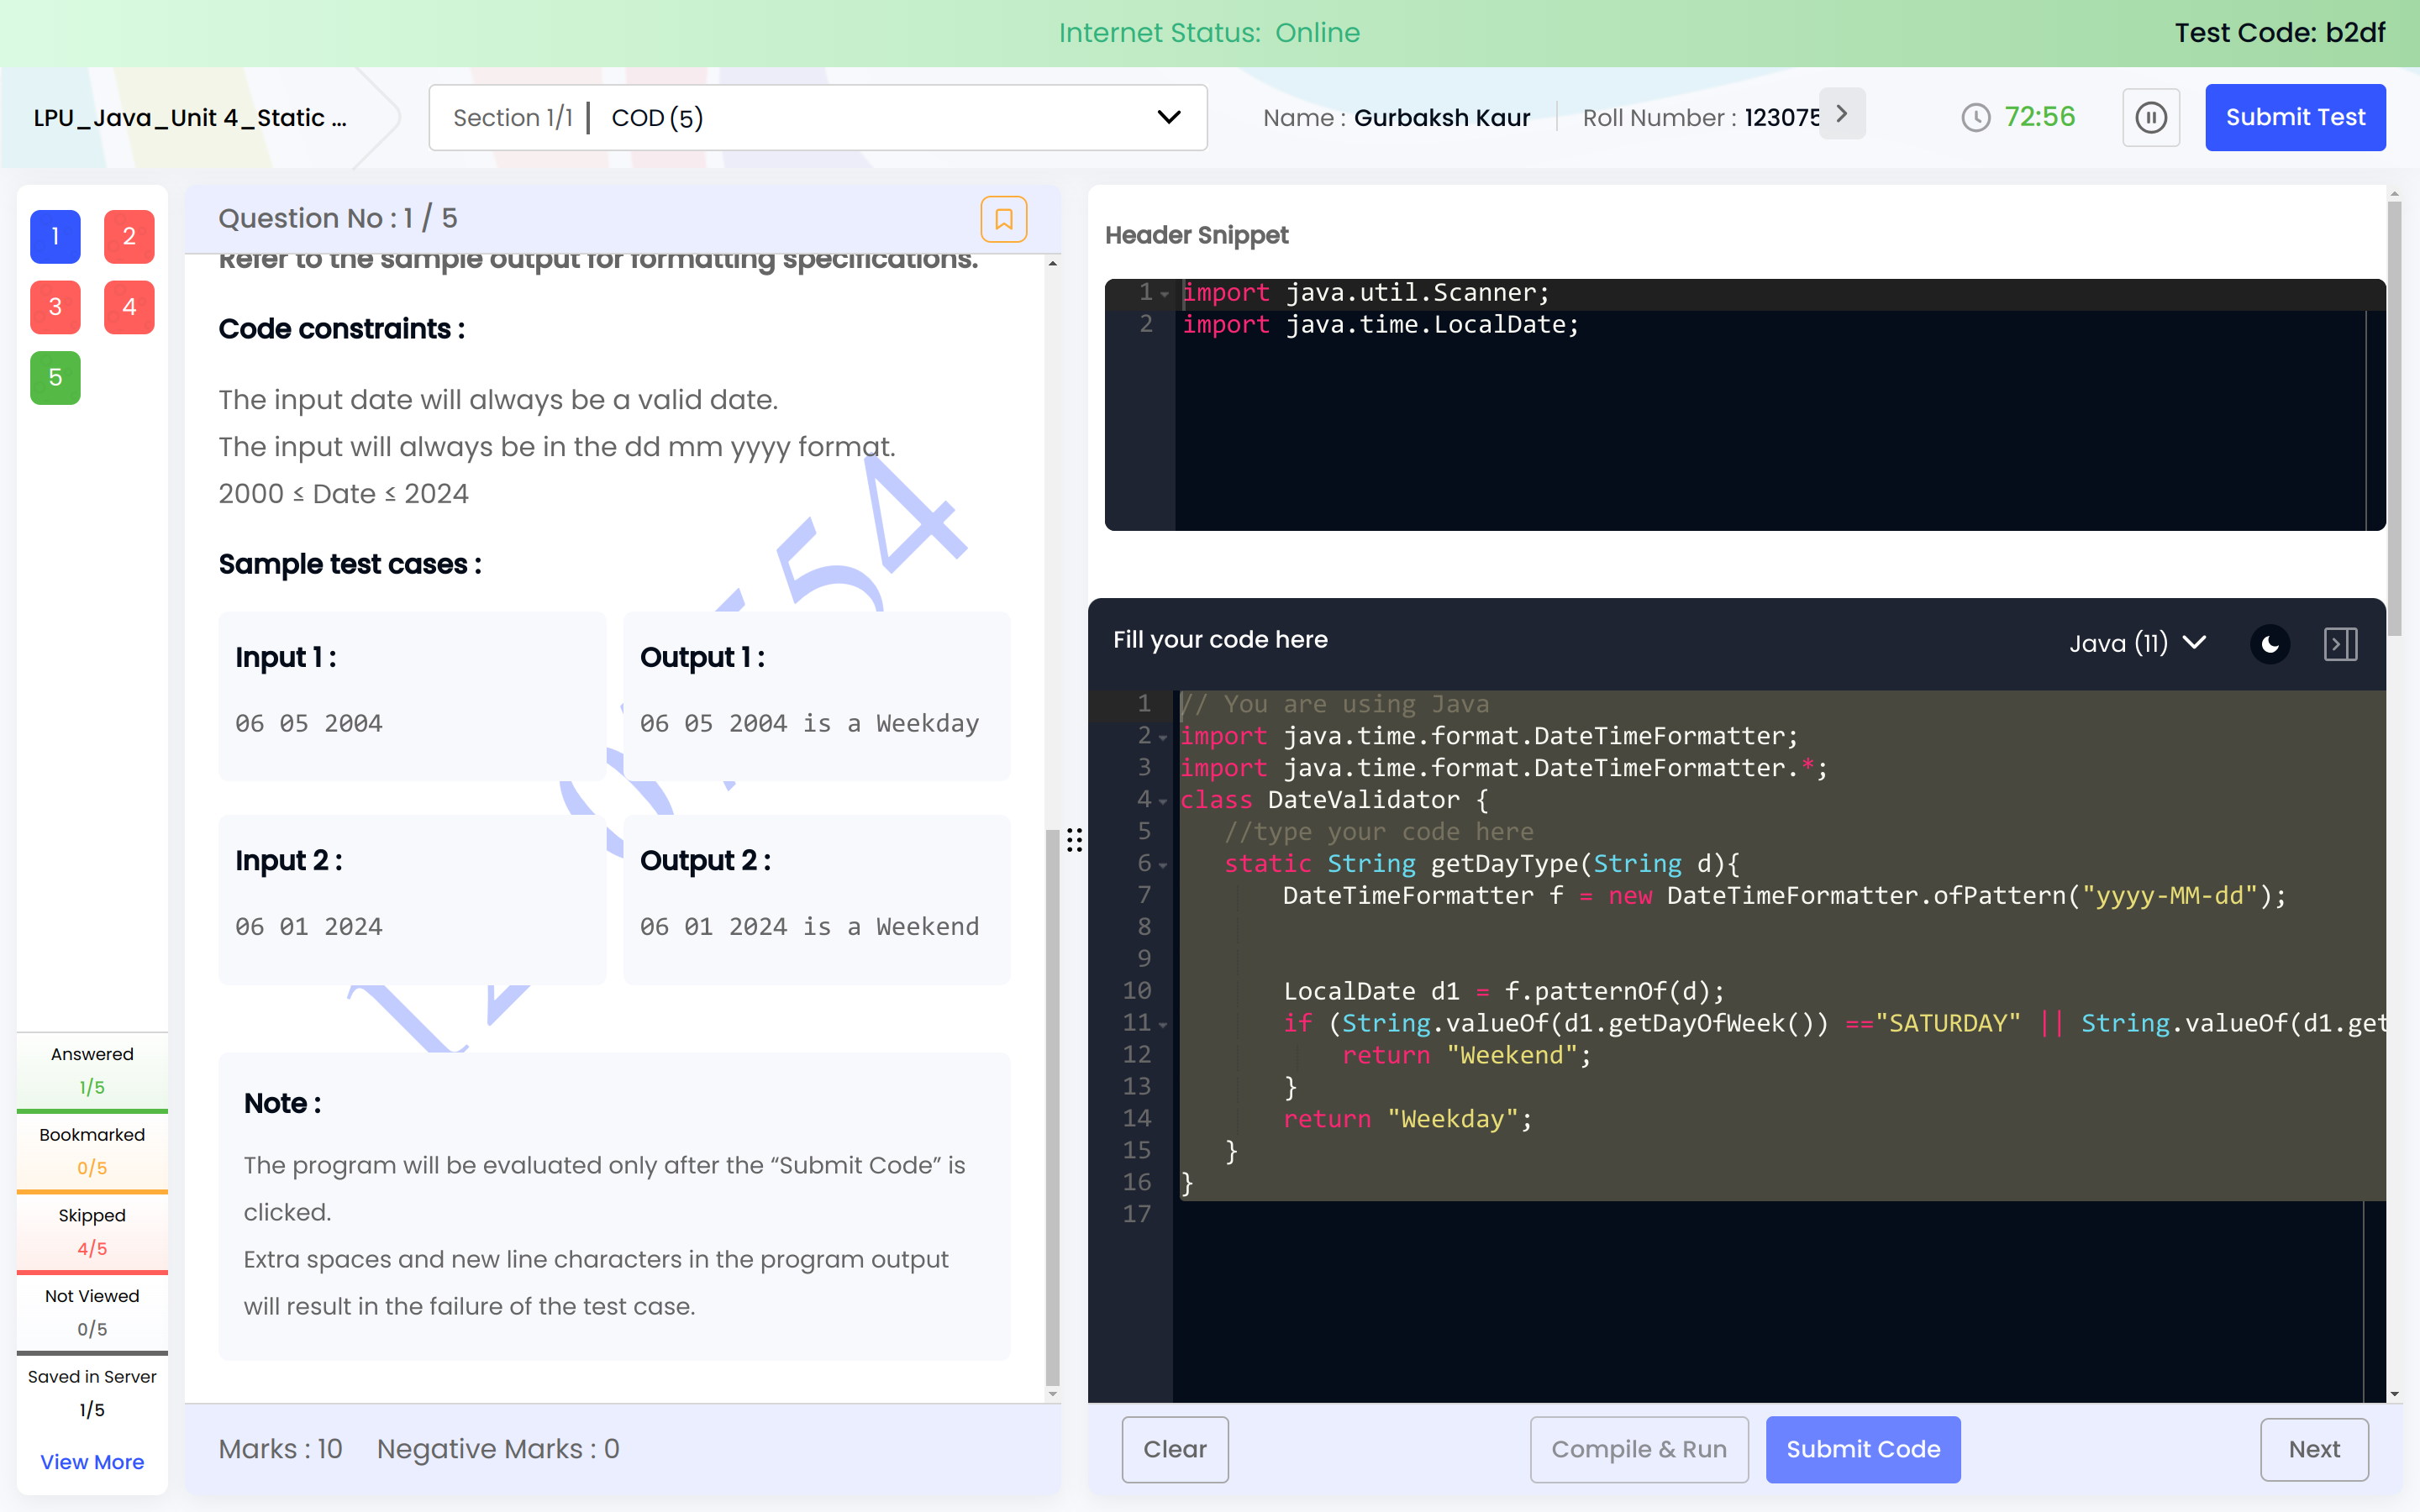 Internet Status: Online
Test Code: b2df
LPU_Java_Unit 4_Static ...
Section 1/1 | COD (5)
Name : Gurbaksh Kaur
Roll Number : 123075
72:56
Submit Test
1 2
3 4
5
Answered
1/5
Bookmarked
0/5
Skipped
4/5
Not Viewed
0/5
Saved in Server
1/5
View More
Question No : 1 / 5
Refer to the sample output for formatting specifications.
Code constraints :
The input date will always be a valid date.
The input will always be in the dd mm yyyy format.
2000 ≤ Date ≤ 2024
Sample test cases :
Input 1 :
06 05 2004
Output 1 :
06 05 2004 is a Weekday
Input 2 :
06 01 2024
Output 2 :
06 01 2024 is a Weekend
Note :
The program will be evaluated only after the “Submit Code” is
clicked.
Extra spaces and new line characters in the program output
will result in the failure of the test case.
Marks : 10 Negative Marks : 0
Header Snippet
1 import java.util.Scanner;
2 import java.time.LocalDate;
Fill your code here
Java (11)
1 // You are using Java
2 import java.time.format.DateTimeFormatter;
3 import java.time.format.DateTimeFormatter.*;
4 class DateValidator {
5 //type your code here
6 static String getDayType(String d){
7 DateTimeFormatter f = new DateTimeFormatter.ofPattern("yyyy-MM-dd");
8
9
10 LocalDate d1 = f.patternOf(d);
11 if (String.valueOf(d1.getDayOfWeek()) =="SATURDAY" || String.valueOf(d1.get
12 return "Weekend";
13 }
14 return "Weekday";
15 }
16 }
17
Clear
Compile & Run
Submit Code
Next